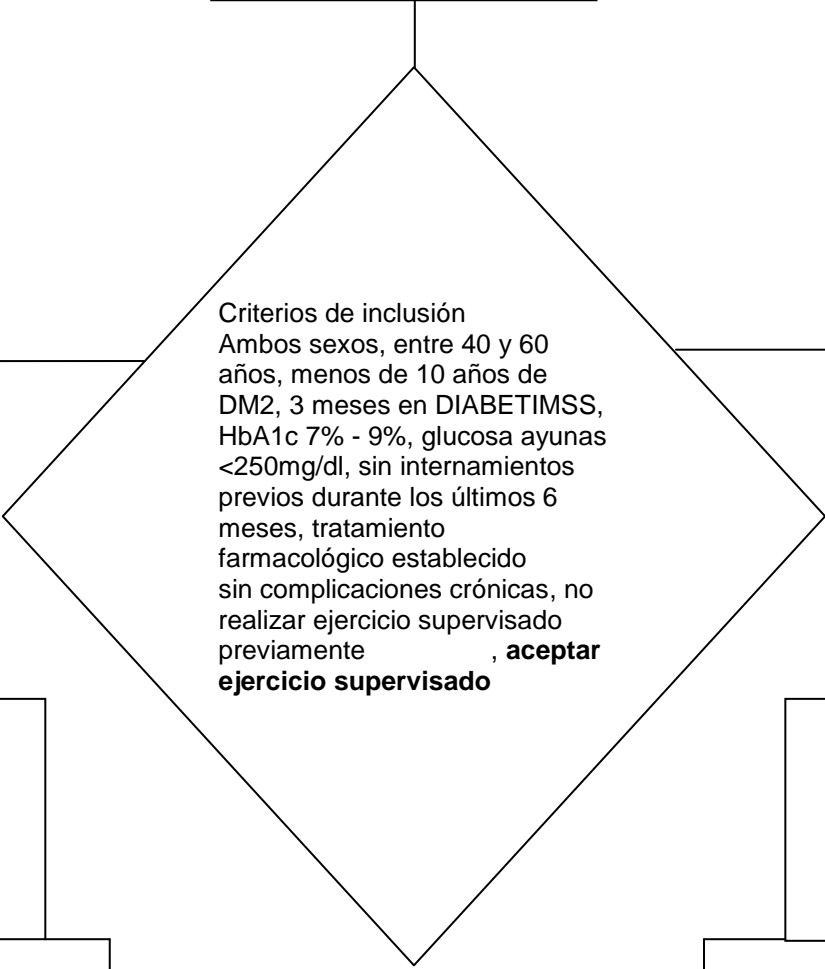 Criterios de inclusión
Ambos sexos, entre 40 y 60
años, menos de 10 años de
DM2, 3 meses en DIABETIMSS,
HbA1c 7% - 9%, glucosa ayunas
<250mg/dl, sin internamientos
previos durante los últimos 6
meses, tratamiento
farmacológico establecido
sin complicaciones crónicas, no
realizar ejercicio supervisado
previamente , aceptar
ejercicio supervisado